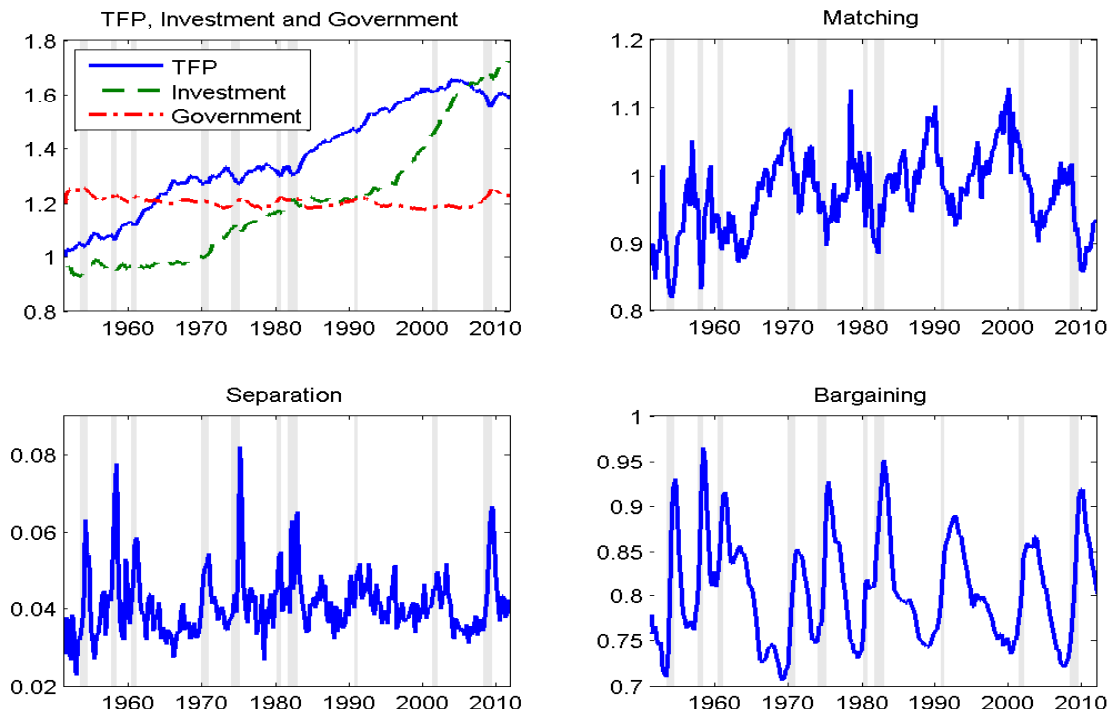 TFP, Investment and Government
1.8
1.6
1.4
1.2
1
0.8
TFP
Investment
Government
1960 1970 1980 1990 2000 2010
Matching
1.2
1.1
1
0.9
0.8
1960 1970 1980 1990 2000 2010
Separation
0.08
0.06
0.04
0.02
1960 1970 1980 1990 2000 2010
Bargaining
1
0.95
0.9
0.85
0.8
0.75
0.7
1960 1970 1980 1990 2000 2010